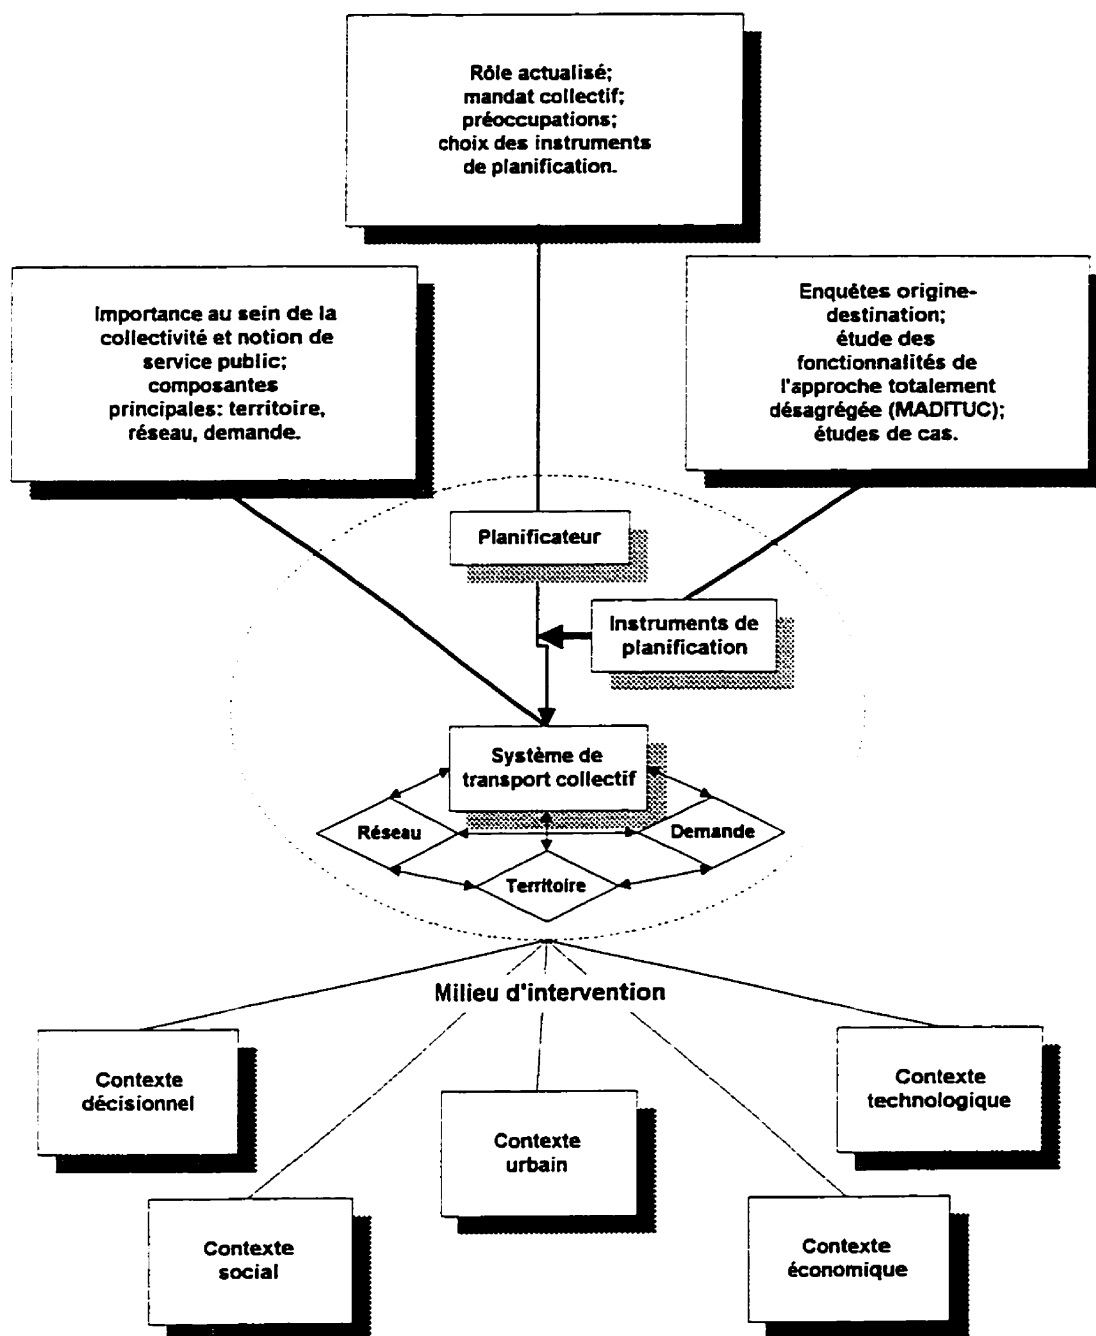 Rôle actualisé;
mandat collectif;
préoccupations;
choix des instruments
de planification.
Importance au sein de la
collectivité et notion de
service public;
composantes
principales: territoire,
réseau, demande.
Enquêtes origine-
destination;
étude des
fonctionnalités de
l'approche totalement
désagrégée (MADITUC);
études de cas.
Planificateur
Instruments de
planification
Système de
transport collectif
Réseau
Demande
Territoire
Milieu d'intervention
Contexte
décisionnel
Contexte
technologique
Contexte
urbain
Contexte
social
Contexte
économique